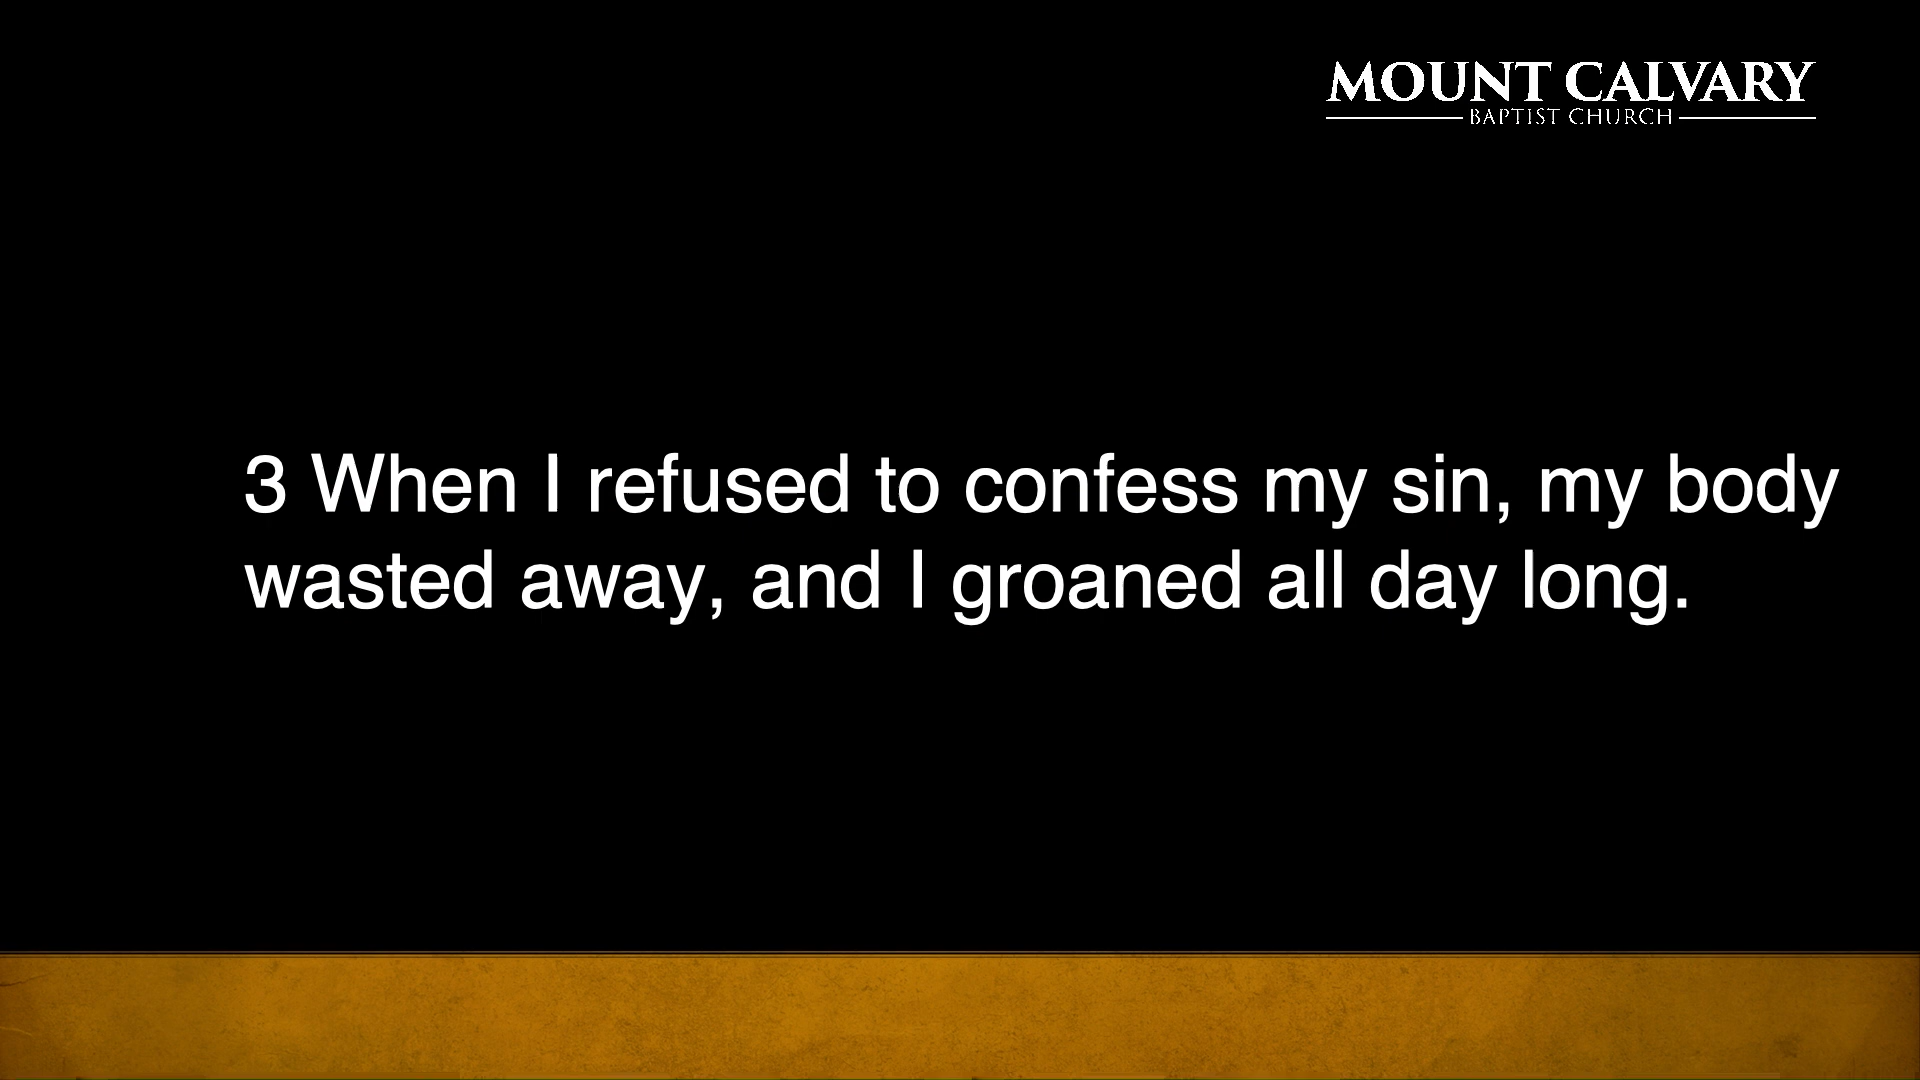 MOUNT CALVARY
BAPTIST CHURCH
3 When I refused to confess my sin, my body
wasted away, and I groaned all day long.